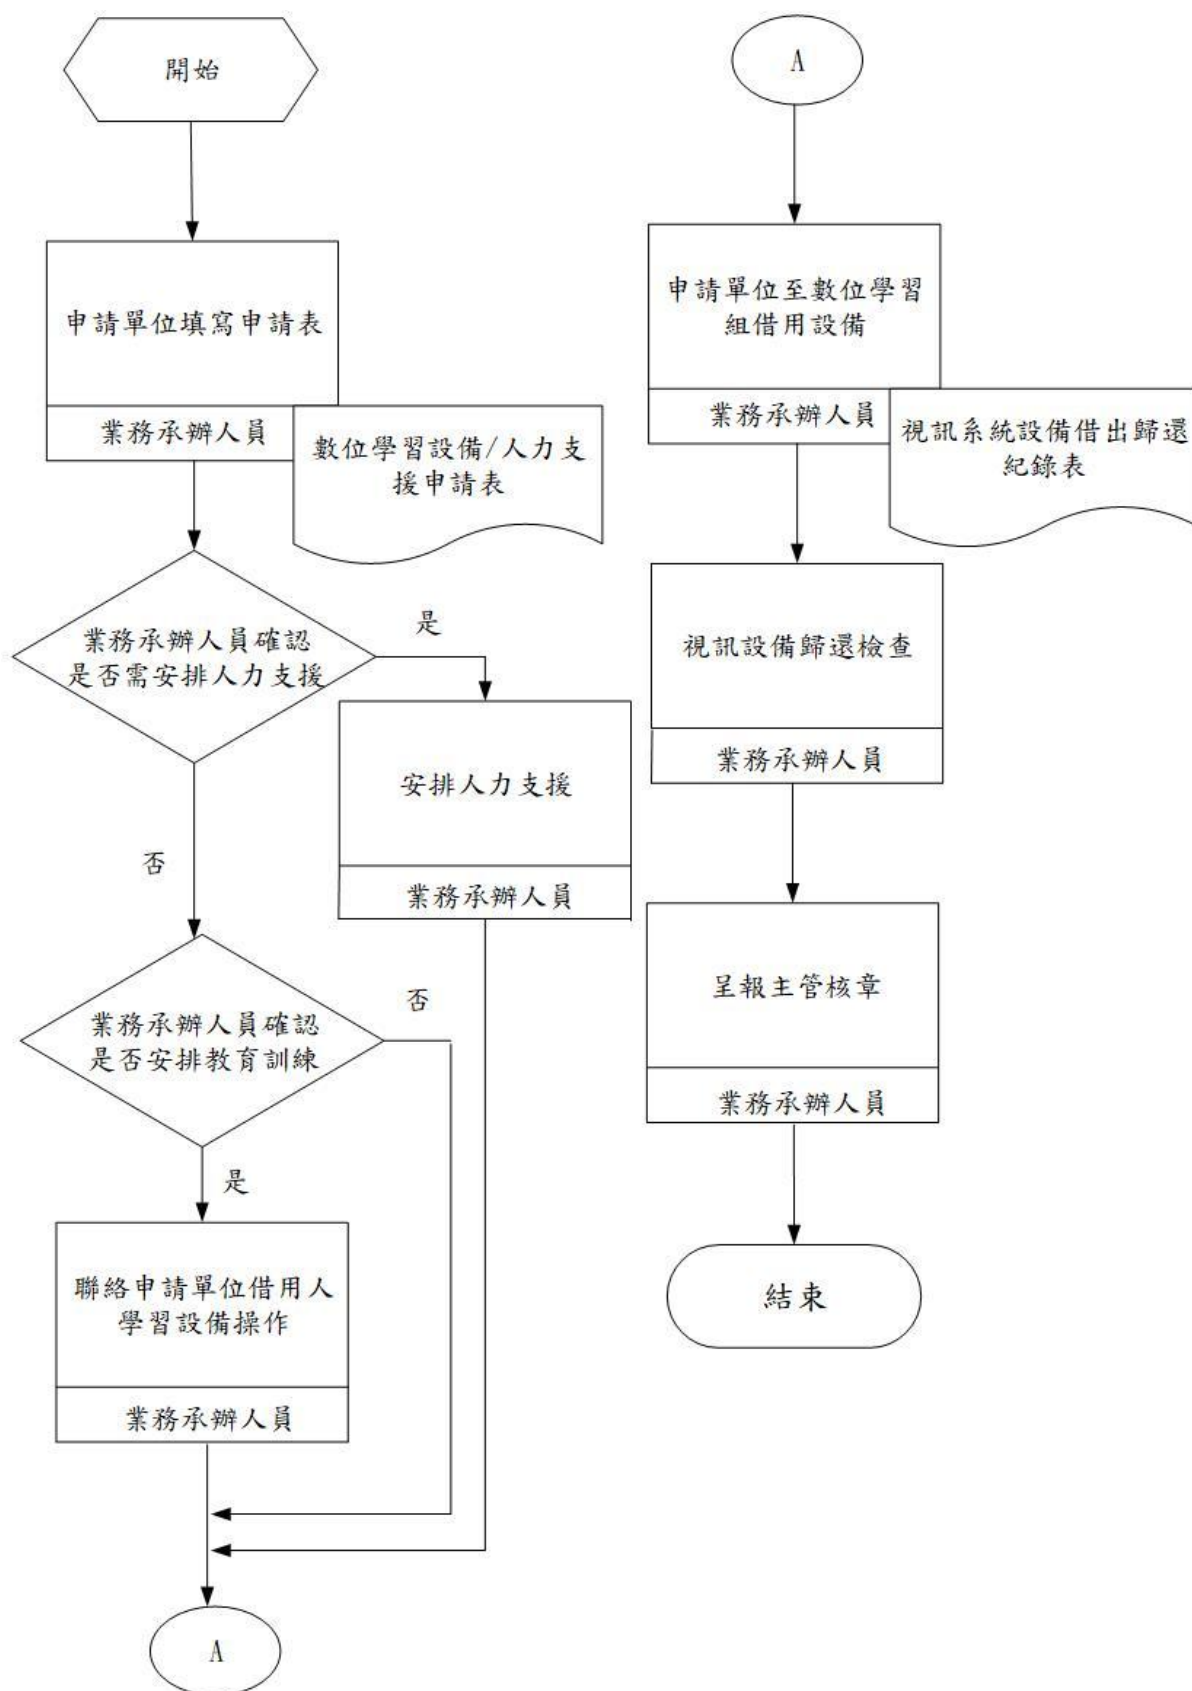 開始
申請單位填寫申請表
業務承辦人員
數位學習設備/人力支
援申請表
業務承辦人員確認
是否需安排人力支援
是
安排人力支援
業務承辦人員
否
業務承辦人員確認
是否安排教育訓練
否
是
聯絡申請單位借用人
學習設備操作
業務承辦人員
A
A
申請單位至數位學習
組借用設備
業務承辦人員
視訊系統設備借出歸還
紀錄表
視訊設備歸還檢查
業務承辦人員
呈報主管核章
業務承辦人員
結束